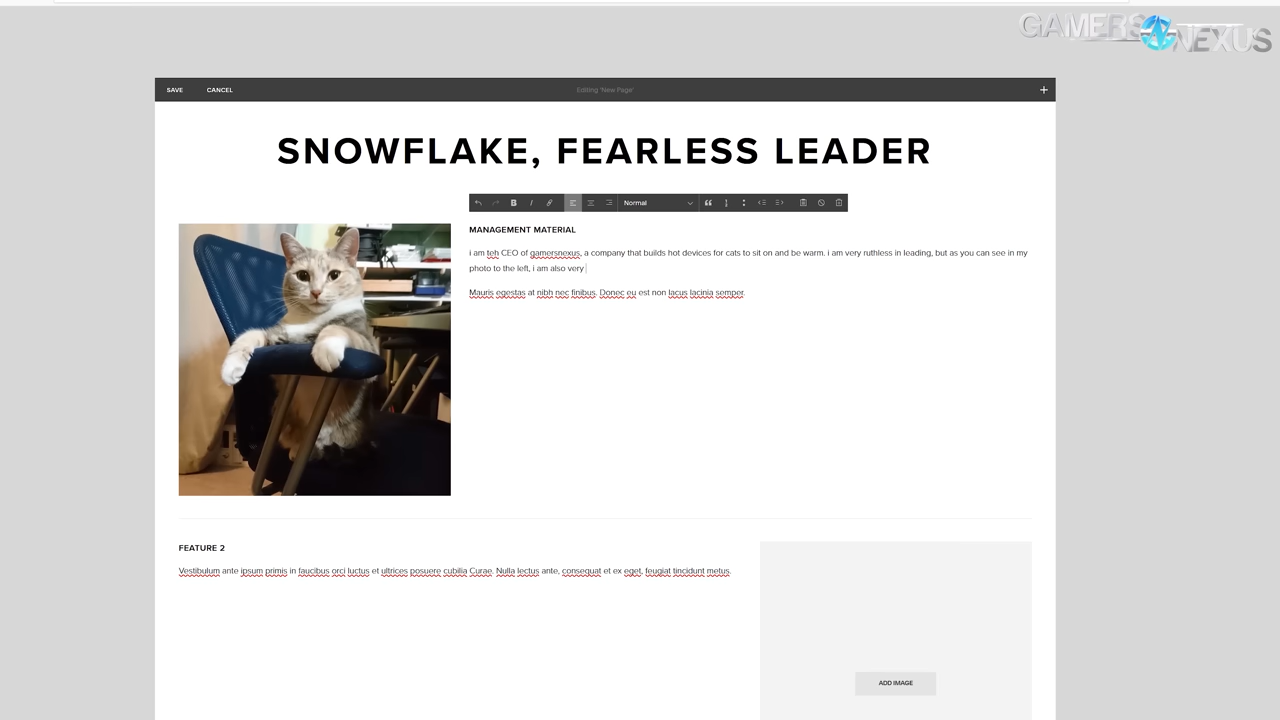 GAMERS NEXUS
SAVE CANCEL Editing 'New Page' +
SNOWFLAKE, FEARLESS LEADER
Normal
MANAGEMENT MATERIAL
i am teh CEO of gamersnexus, a company that builds hot devices for cats to sit on and be warm. i am very ruthless in leading, but as you can see in my
photo to the left, i am also very
Mauris egestas at nibh nec finibus. Donec eu est non lacus lacinia semper.
FEATURE 2
Vestibulum ante ipsum primis in faucibus orci luctus et ultrices posuere cubilia Curae. Nulla lectus ante, consequat et ex eget, feugiat tincidunt metus.
ADD IMAGE